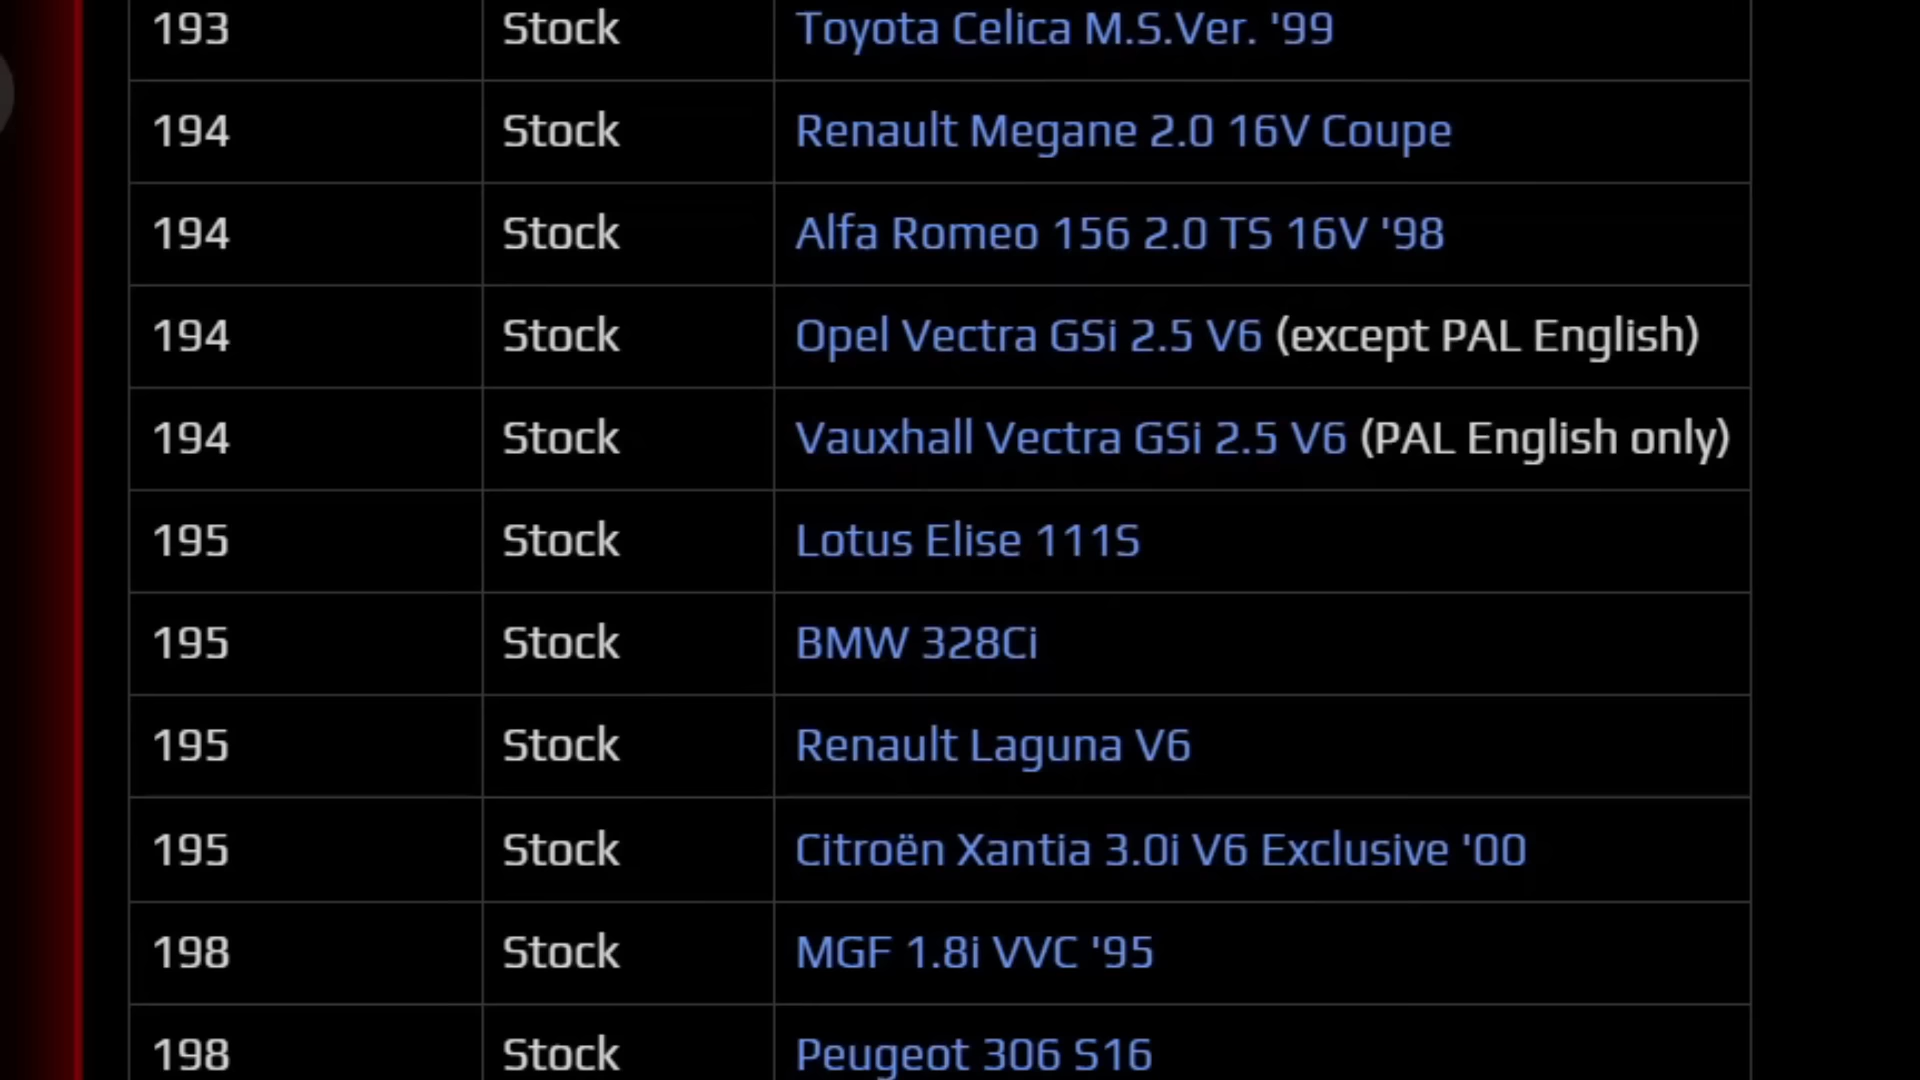 193 Stock Toyota Celica M.S.Ver. '99
194 Stock Renault Megane 2.0 16V Coupe
194 Stock Alfa Romeo 156 2.0 TS 16V '98
194 Stock Opel Vectra GSi 2.5 V6 (except PAL English)
194 Stock Vauxhall Vectra GSi 2.5 V6 (PAL English only)
195 Stock Lotus Elise 111S
195 Stock BMW 328Ci
195 Stock Renault Laguna V6
195 Stock Citroën Xantia 3.0i V6 Exclusive '00
198 Stock MGF 1.8i VVC '95
198 Stock Peugeot 306 S16